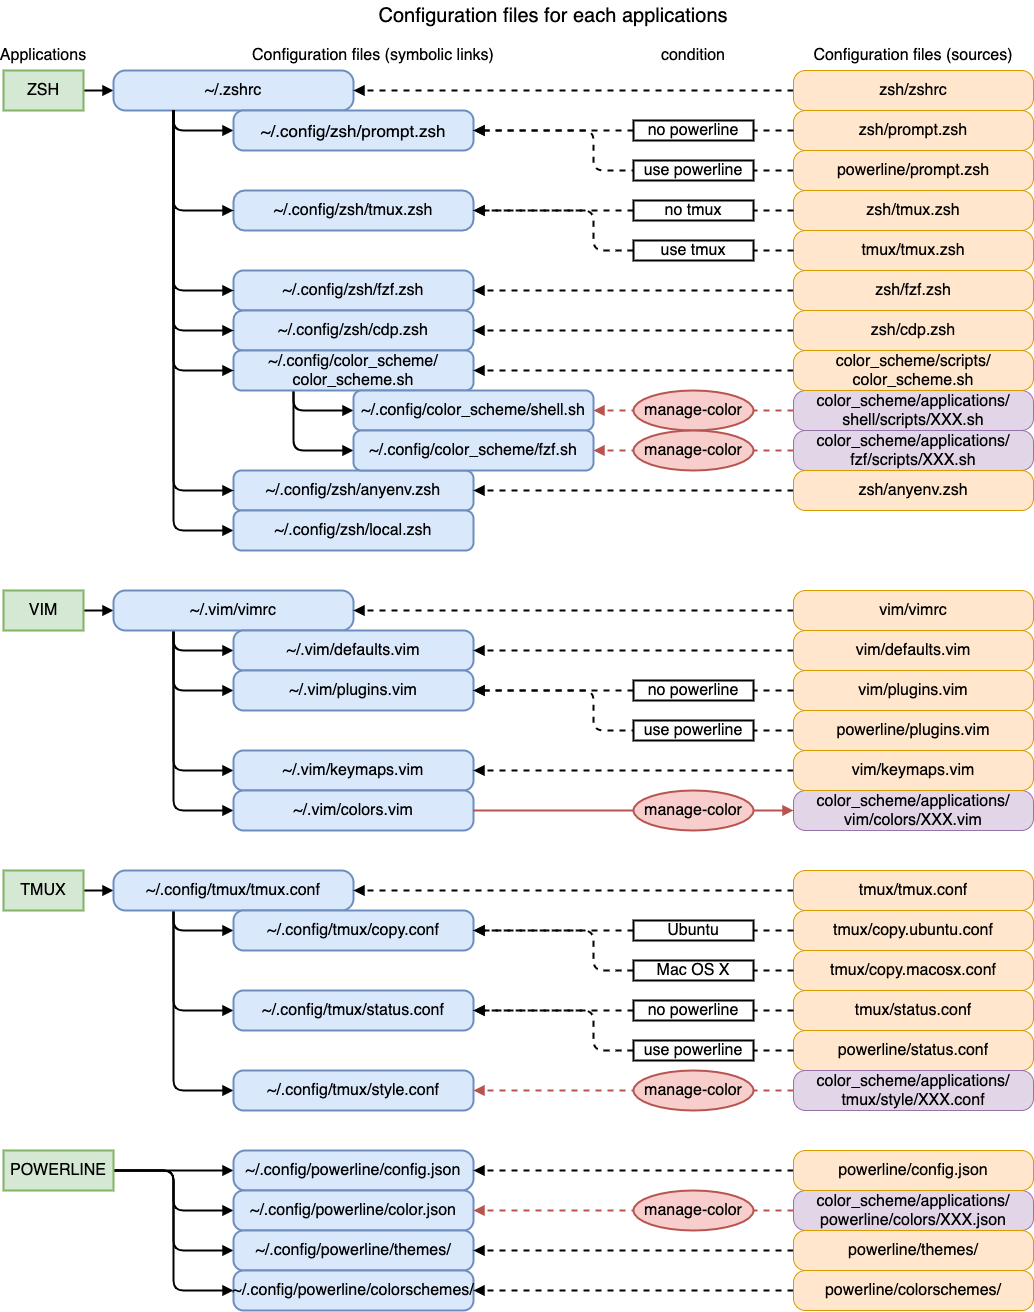 Configuration files for each applications
Applications
Configuration files (symbolic links)
condition
Configuration files (sources)
ZSH
~/.zshrc
zsh/zshrc
~/.config/zsh/prompt.zsh
no powerline
zsh/prompt.zsh
use powerline
powerline/prompt.zsh
~/.config/zsh/tmux.zsh
no tmux
zsh/tmux.zsh
use tmux
tmux/tmux.zsh
~/.config/zsh/fzf.zsh
zsh/fzf.zsh
~/.config/zsh/cdp.zsh
zsh/cdp.zsh
~/.config/color_scheme/
color_scheme.sh
color_scheme/scripts/
color_scheme.sh
~/.config/color_scheme/shell.sh
manage-color
color_scheme/applications/
shell/scripts/XXX.sh
~/.config/color_scheme/fzf.sh
manage-color
color_scheme/applications/
fzf/scripts/XXX.sh
~/.config/zsh/anyenv.zsh
zsh/anyenv.zsh
~/.config/zsh/local.zsh
VIM
~/.vim/vimrc
vim/vimrc
~/.vim/defaults.vim
vim/defaults.vim
~/.vim/plugins.vim
no powerline
vim/plugins.vim
use powerline
powerline/plugins.vim
~/.vim/keymaps.vim
vim/keymaps.vim
~/.vim/colors.vim
manage-color
color_scheme/applications/
vim/colors/XXX.vim
TMUX
~/.config/tmux/tmux.conf
tmux/tmux.conf
~/.config/tmux/copy.conf
Ubuntu
tmux/copy.ubuntu.conf
Mac OS X
tmux/copy.macosx.conf
~/.config/tmux/status.conf
no powerline
tmux/status.conf
use powerline
powerline/status.conf
~/.config/tmux/style.conf
manage-color
color_scheme/applications/
tmux/style/XXX.conf
POWERLINE
~/.config/powerline/config.json
powerline/config.json
~/.config/powerline/color.json
manage-color
color_scheme/applications/
powerline/colors/XXX.json
~/.config/powerline/themes/
powerline/themes/
~/.config/powerline/colorschemes/
powerline/colorschemes/